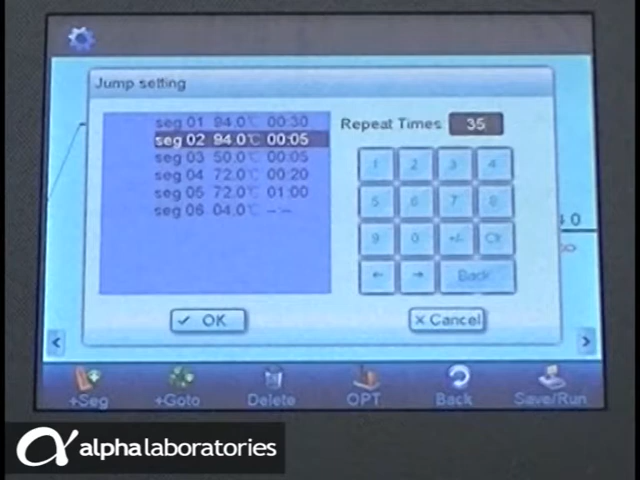 Jump setting
seg 01 94.0℃ 00:30
seg 02 94.0℃ 00:05
seg 03 50.0℃ 00:05
seg 04 72.0℃ 00:20
seg 05 72.0℃ 01:00
seg 06 04.0℃ --:--
Repeat Times 35
1 2 3 4
5 6 7 8
9 0 +/- Clr
← → Back
✓ OK
× Cancel
< >
+Seg +Goto Delete OPT Back Save/Run
alphalaboratories